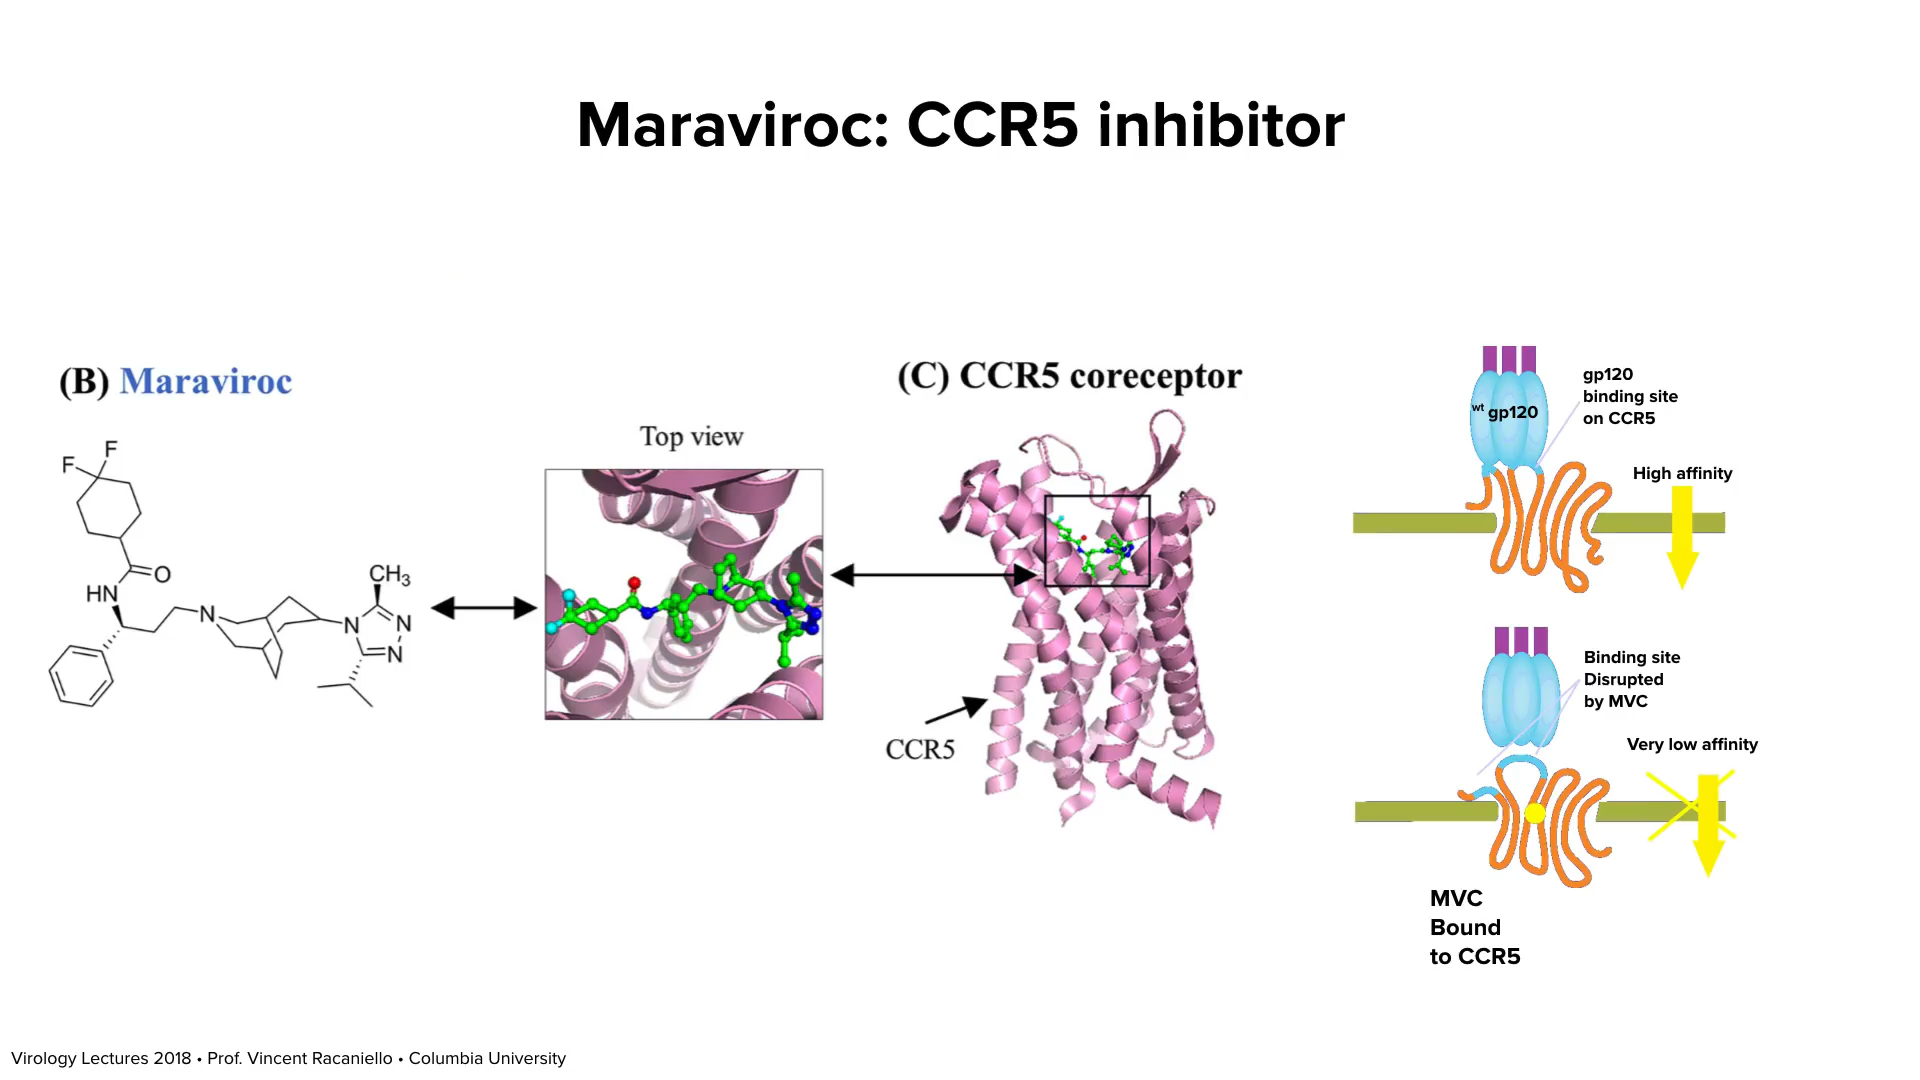 Maraviroc: CCR5 inhibitor
(B) Maraviroc
F
F
O
HN
N
CH3
N
N
N
Top view
(C) CCR5 coreceptor
CCR5
wt gp120
gp120
binding site
on CCR5
High affinity
Binding site
Disrupted
by MVC
Very low affinity
MVC
Bound
to CCR5
Virology Lectures 2018 • Prof. Vincent Racaniello • Columbia University